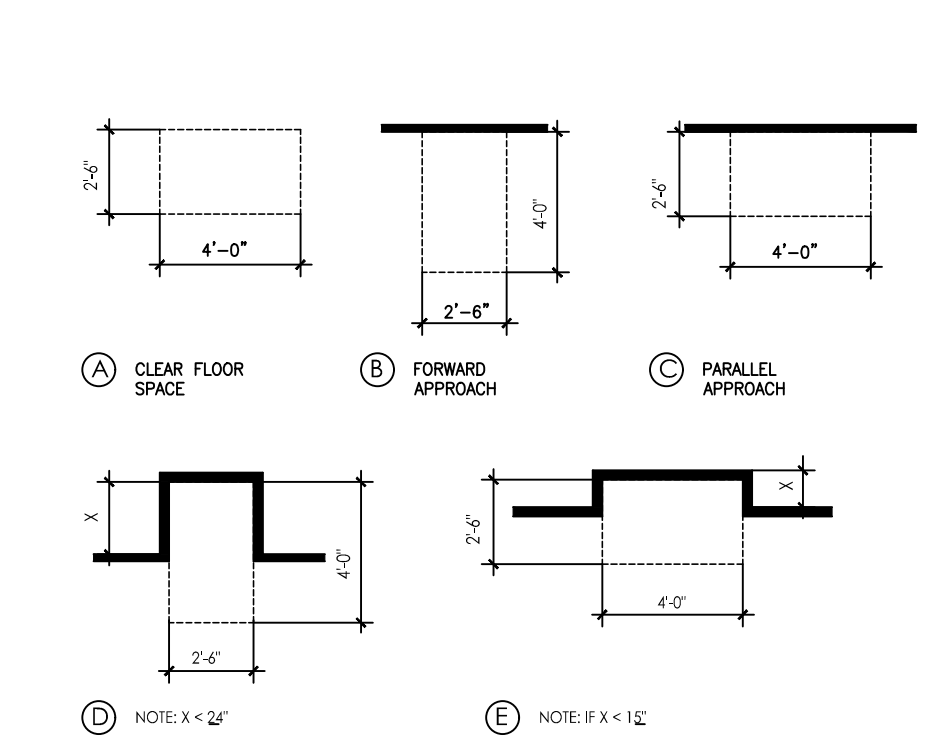 2'-6"
4'-0"
4'-0"
2'-6"
2'-6"
4'-0"
A CLEAR FLOOR
SPACE
B FORWARD
APPROACH
C PARALLEL
APPROACH
X
4'-0"
2'-6"
2'-6"
X
4'-0"
D NOTE: X < 24"
E NOTE: IF X < 15"